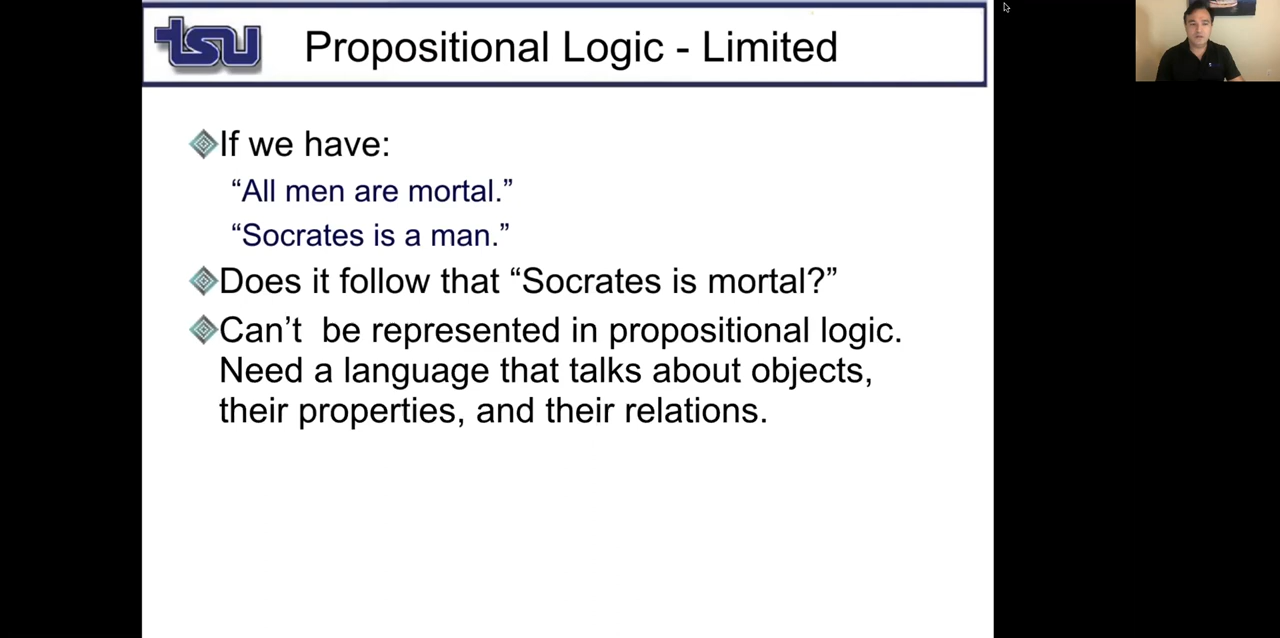 tsu
Propositional Logic - Limited
If we have:
“All men are mortal.”
“Socrates is a man.”
Does it follow that “Socrates is mortal?”
Can’t  be represented in propositional logic.
Need a language that talks about objects,
their properties, and their relations.